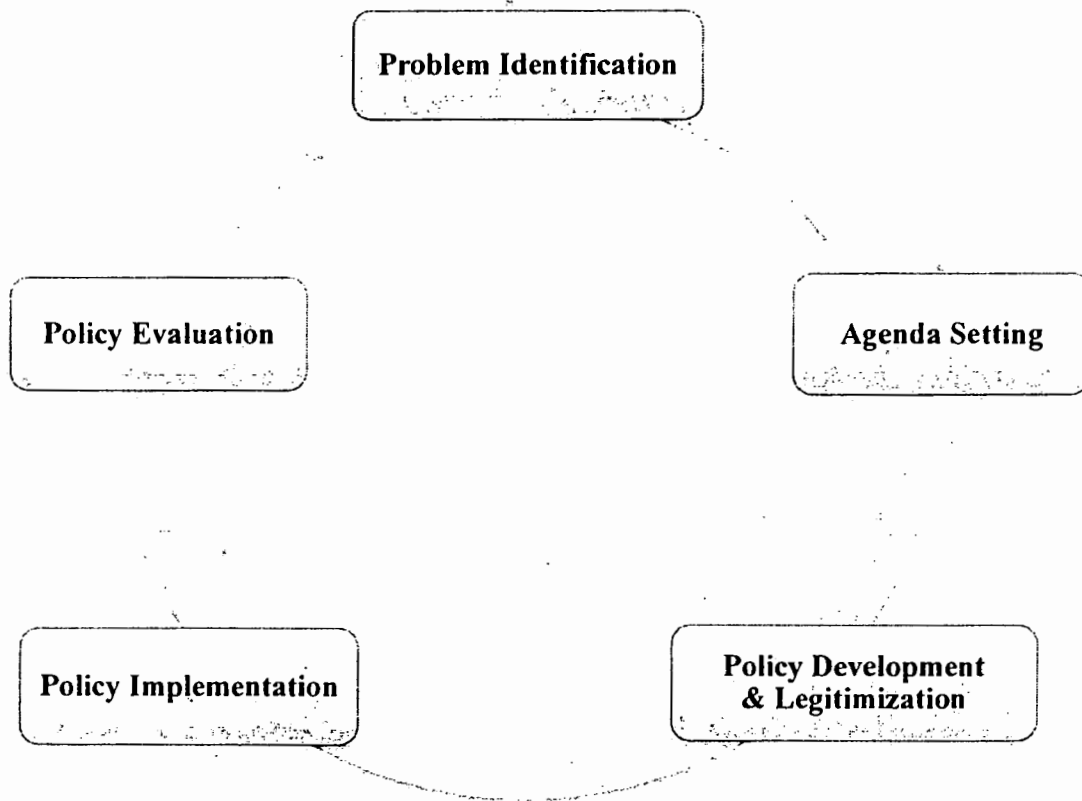 Problem Identification
Agenda Setting
Policy Development
& Legitimization
Policy Implementation
Policy Evaluation